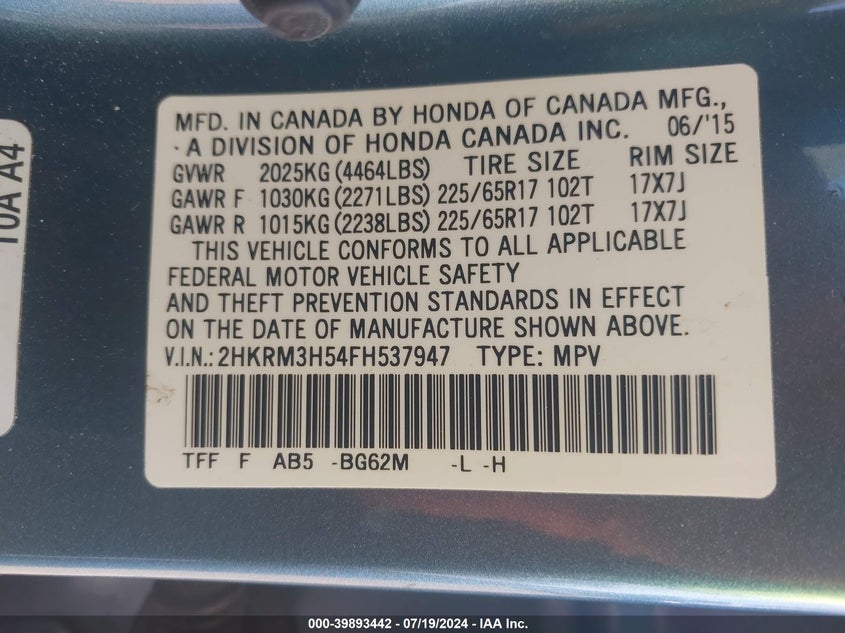 MFD. IN CANADA BY HONDA OF CANADA MFG.,
A DIVISION OF HONDA CANADA INC. 06/'15
GVWR 2025KG (4464LBS) TIRE SIZE RIM SIZE
GAWR F 1030KG (2271LBS) 225/65R17 102T 17X7J
GAWR R 1015KG (2238LBS) 225/65R17 102T 17X7J
THIS VEHICLE CONFORMS TO ALL APPLICABLE
FEDERAL MOTOR VEHICLE SAFETY
AND THEFT PREVENTION STANDARDS IN EFFECT
ON THE DATE OF MANUFACTURE SHOWN ABOVE.
V.I.N.: 2HKRM3H54FH537947 TYPE: MPV
TFF F AB5 -BG62M -L -H
10A A4
000-39893442 - 07/19/2024 - IAA Inc.